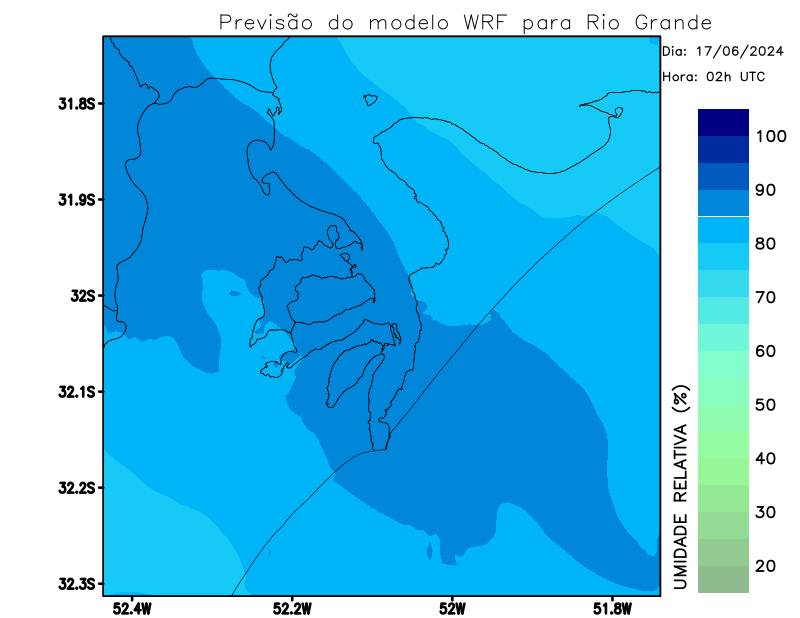 Previsão do modelo WRF para Rio Grande
Dia: 17/06/2024
Hora: 02h UTC
31.8S
31.9S
32S
32.1S
32.2S
32.3S
52.4W
52.2W
52W
51.8W
100
90
80
70
60
50
40
30
20
UMIDADE RELATIVA (%)